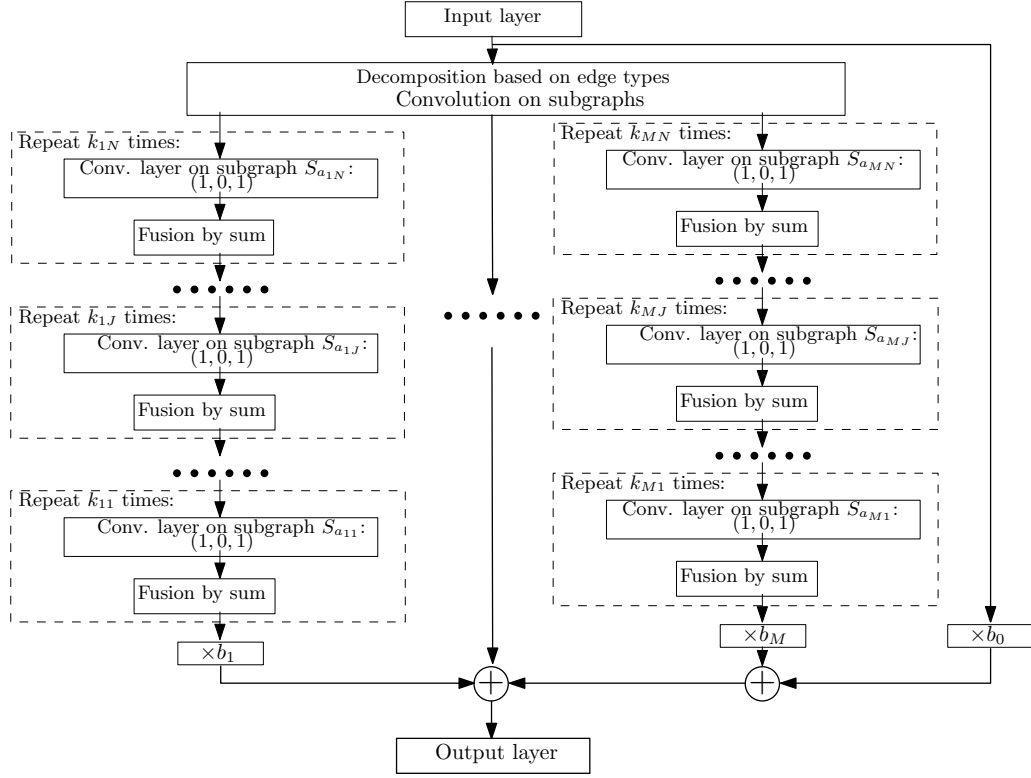 Input layer
Decomposition based on edge types
Convolution on subgraphs
Repeat k_{1N} times:
Conv. layer on subgraph S_{a_{1N}}:
(1, 0, 1)
Fusion by sum
Repeat k_{1J} times:
Conv. layer on subgraph S_{a_{1J}}:
(1, 0, 1)
Fusion by sum
Repeat k_{11} times:
Conv. layer on subgraph S_{a_{11}}:
(1, 0, 1)
Fusion by sum
×b_1
Repeat k_{MN} times:
Conv. layer on subgraph S_{a_{MN}}:
(1, 0, 1)
Fusion by sum
Repeat k_{MJ} times:
Conv. layer on subgraph S_{a_{MJ}}:
(1, 0, 1)
Fusion by sum
Repeat k_{M1} times:
Conv. layer on subgraph S_{a_{M1}}:
(1, 0, 1)
Fusion by sum
×b_M
×b_0
Output layer